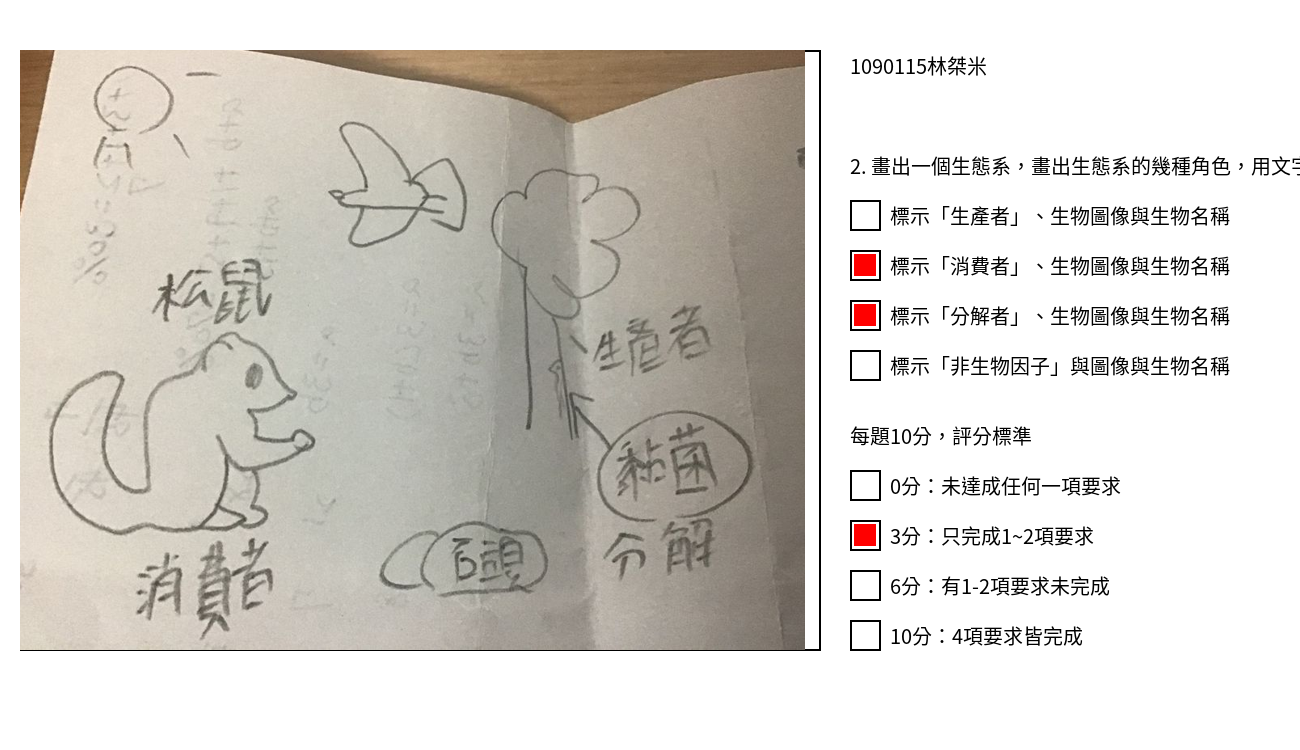 松鼠
消費者
石頭
生產者
黏菌
分解
1090115林桀米
2. 畫出一個生態系，畫出生態系的幾種角色，用文字
標示「生產者」、生物圖像與生物名稱
標示「消費者」、生物圖像與生物名稱
標示「分解者」、生物圖像與生物名稱
標示「非生物因子」與圖像與生物名稱
每題10分，評分標準
0分：未達成任何一項要求
3分：只完成1~2項要求
6分：有1-2項要求未完成
10分：4項要求皆完成